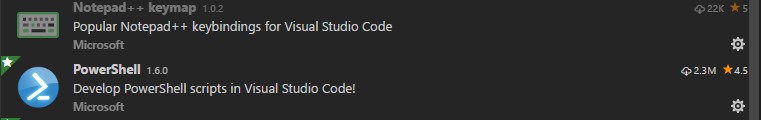 Notepad++ keymap 1.0.2 22K 5
Popular Notepad++ keybindings for Visual Studio Code
Microsoft
PowerShell 1.6.0 2.3M 4.5
Develop PowerShell scripts in Visual Studio Code!
Microsoft